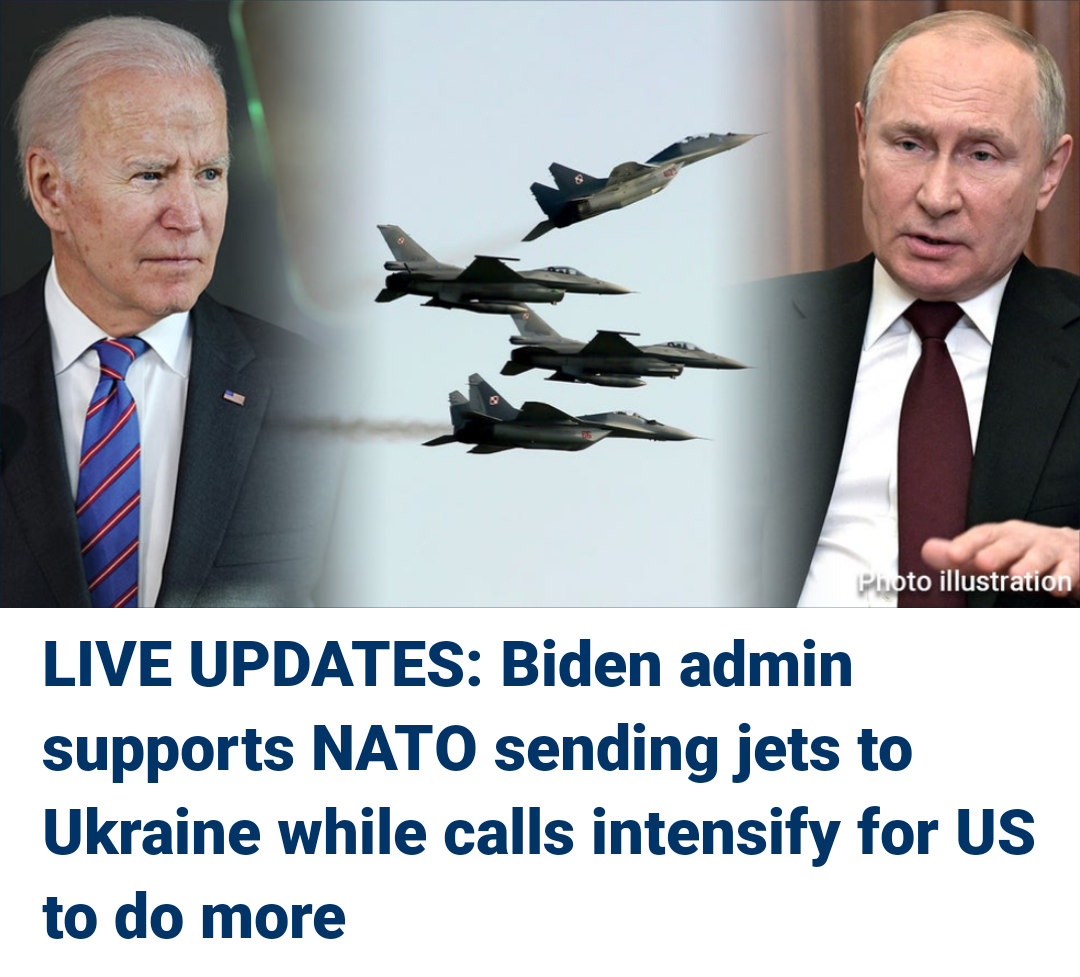 Photo illustration
LIVE UPDATES: Biden admin
supports NATO sending jets to
Ukraine while calls intensify for US
to do more